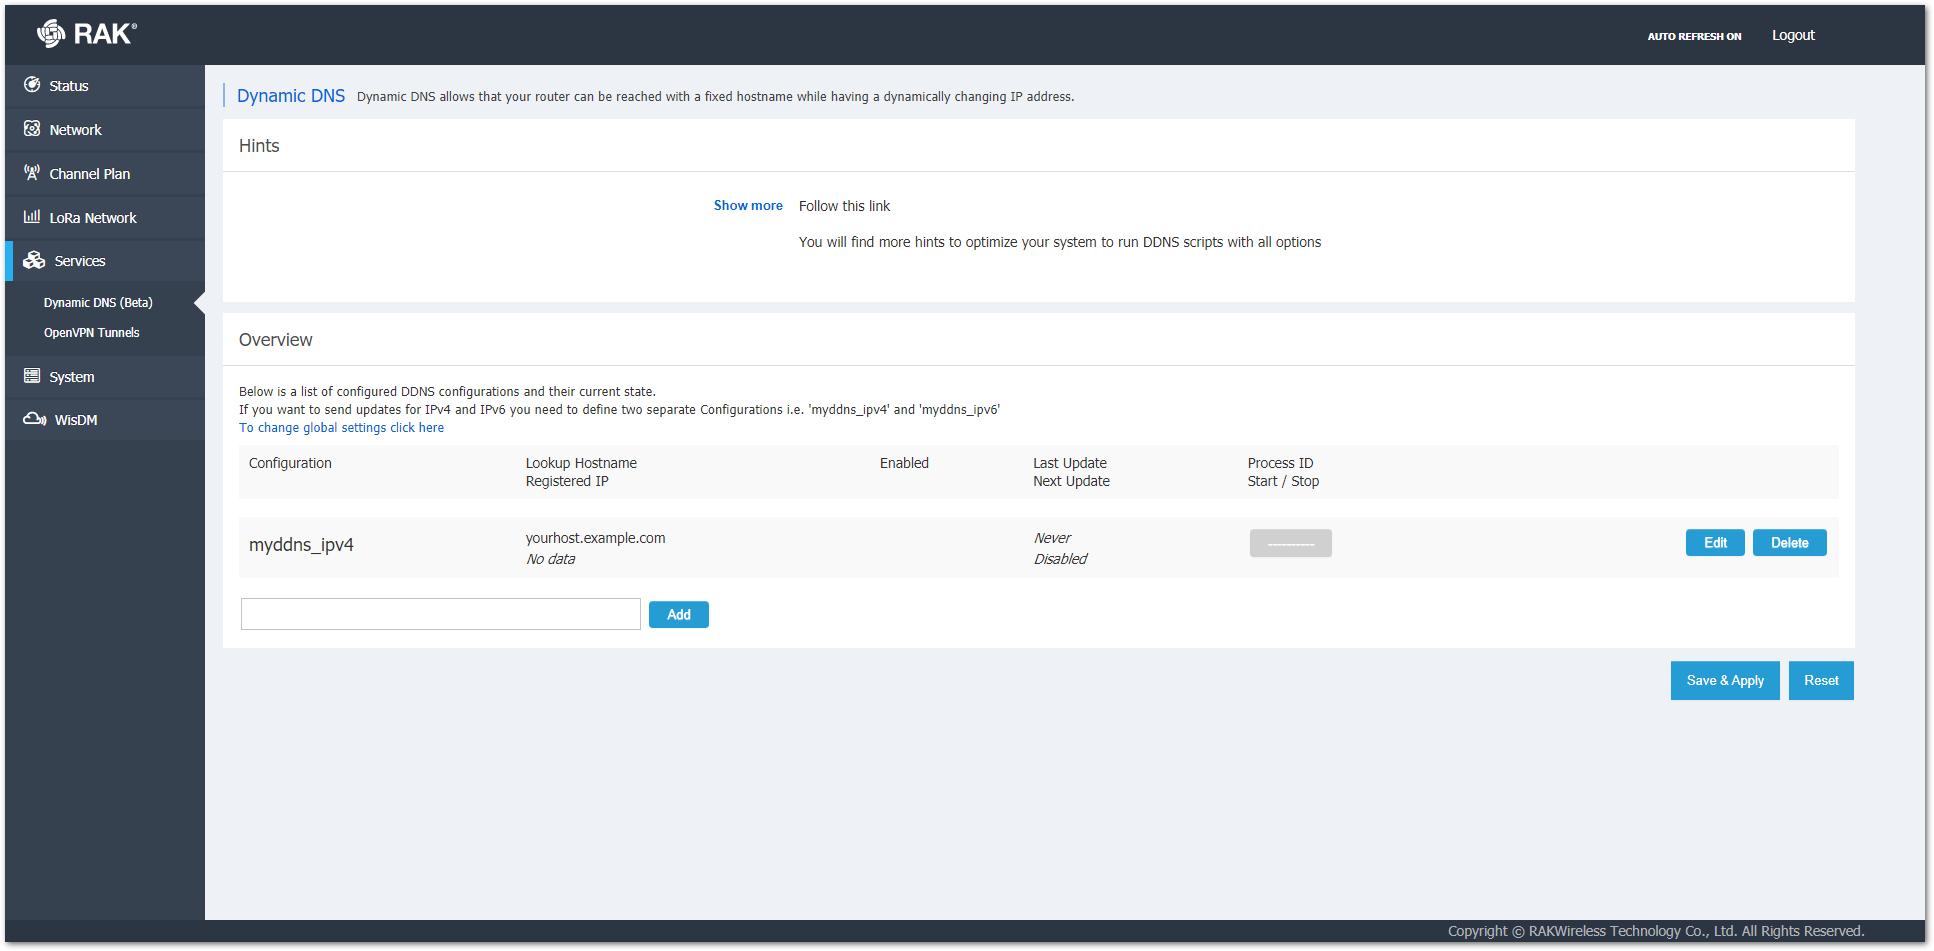 RAK®
AUTO REFRESH ON
Logout
Status
Network
Channel Plan
LoRa Network
Services
Dynamic DNS (Beta)
OpenVPN Tunnels
System
WisDM
Dynamic DNS Dynamic DNS allows that your router can be reached with a fixed hostname while having a dynamically changing IP address.
Hints
Show more Follow this link
You will find more hints to optimize your system to run DDNS scripts with all options
Overview
Below is a list of configured DDNS configurations and their current state.
If you want to send updates for IPv4 and IPv6 you need to define two separate Configurations i.e. 'myddns_ipv4' and 'myddns_ipv6'
To change global settings click here
Configuration Lookup Hostname Enabled Last Update Process ID
Registered IP Next Update Start / Stop
myddns_ipv4 yourhost.example.com Never ---------- Edit Delete
No data Disabled
Add
Save & Apply Reset
Copyright © RAKWireless Technology Co., Ltd. All Rights Reserved.